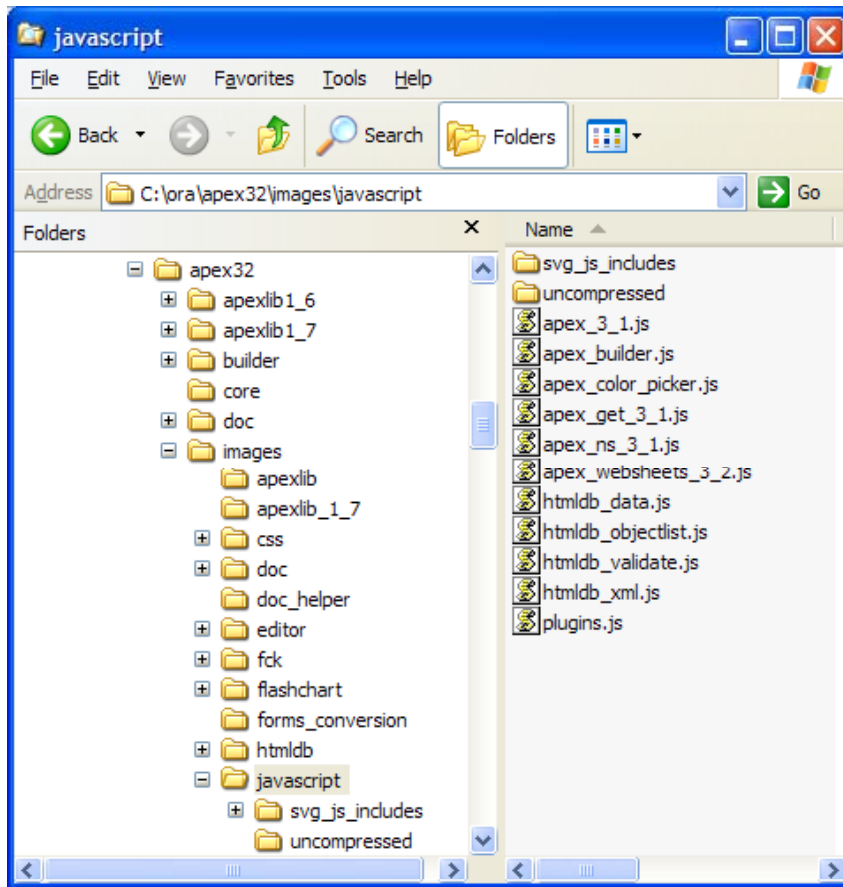 javascript
File Edit View Favorites Tools Help
Back Search Folders
Address C:\ora\apex32\images\javascript Go
Folders
apex32
apexlib1_6
apexlib1_7
builder
core
doc
images
apexlib
apexlib_1_7
css
doc
doc_helper
editor
fck
flashchart
forms_conversion
htmldb
javascript
svg_js_includes
uncompressed
Name
svg_js_includes
uncompressed
apex_3_1.js
apex_builder.js
apex_color_picker.js
apex_get_3_1.js
apex_ns_3_1.js
apex_websheets_3_2.js
htmldb_data.js
htmldb_objectlist.js
htmldb_validate.js
htmldb_xml.js
plugins.js